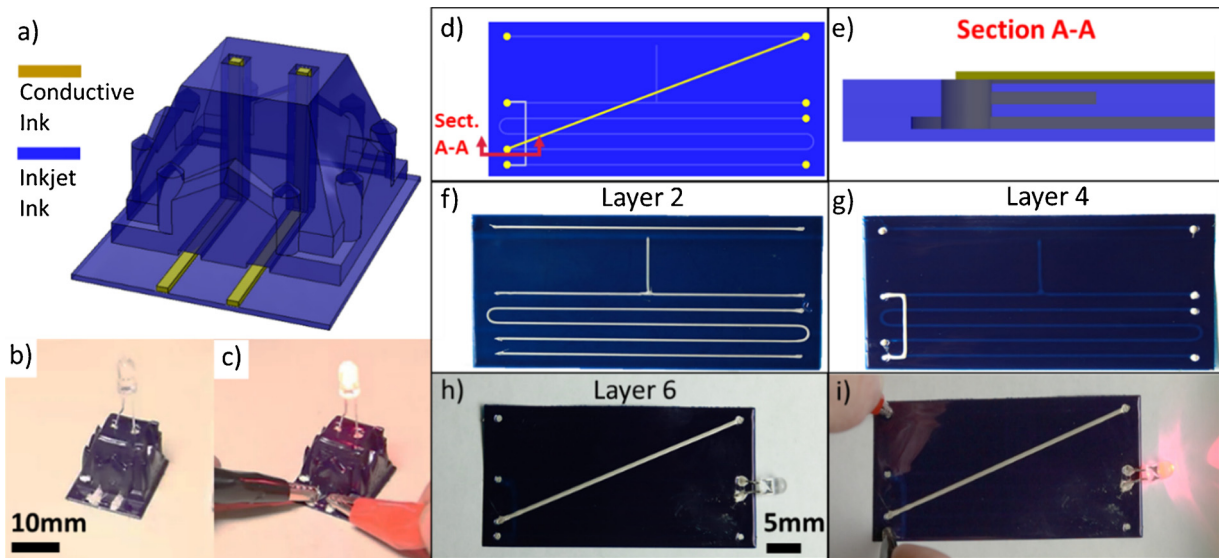 a)
Conductive
Ink
Inkjet
Ink
b)
10mm
c)
d)
Sect.
A-A
e)
Section A-A
f)
Layer 2
g)
Layer 4
h)
Layer 6
5mm
i)